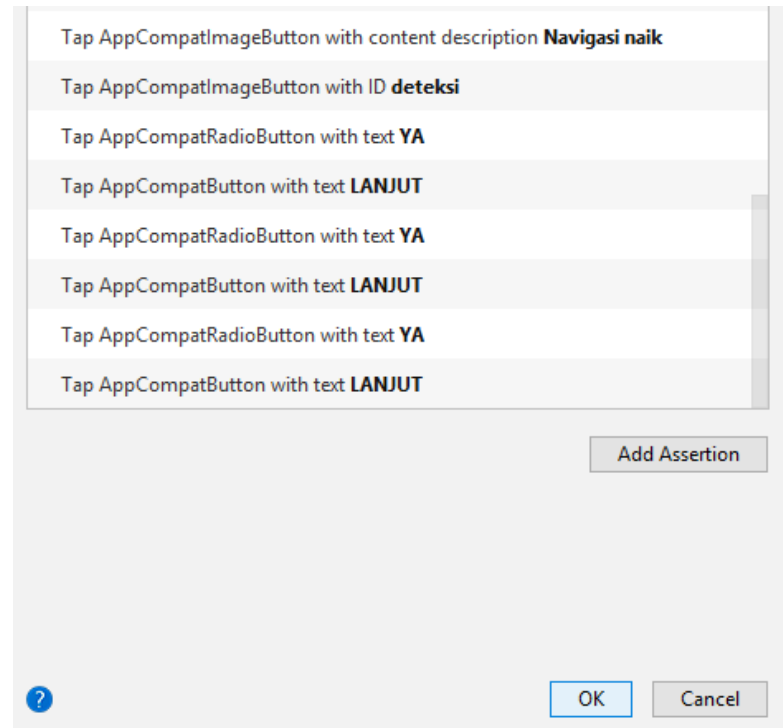 Tap AppCompatImageButton with content description Navigasi naik
Tap AppCompatImageButton with ID deteksi
Tap AppCompatRadioButton with text YA
Tap AppCompatButton with text LANJUT
Tap AppCompatRadioButton with text YA
Tap AppCompatButton with text LANJUT
Tap AppCompatRadioButton with text YA
Tap AppCompatButton with text LANJUT
Add Assertion
?
OK
Cancel